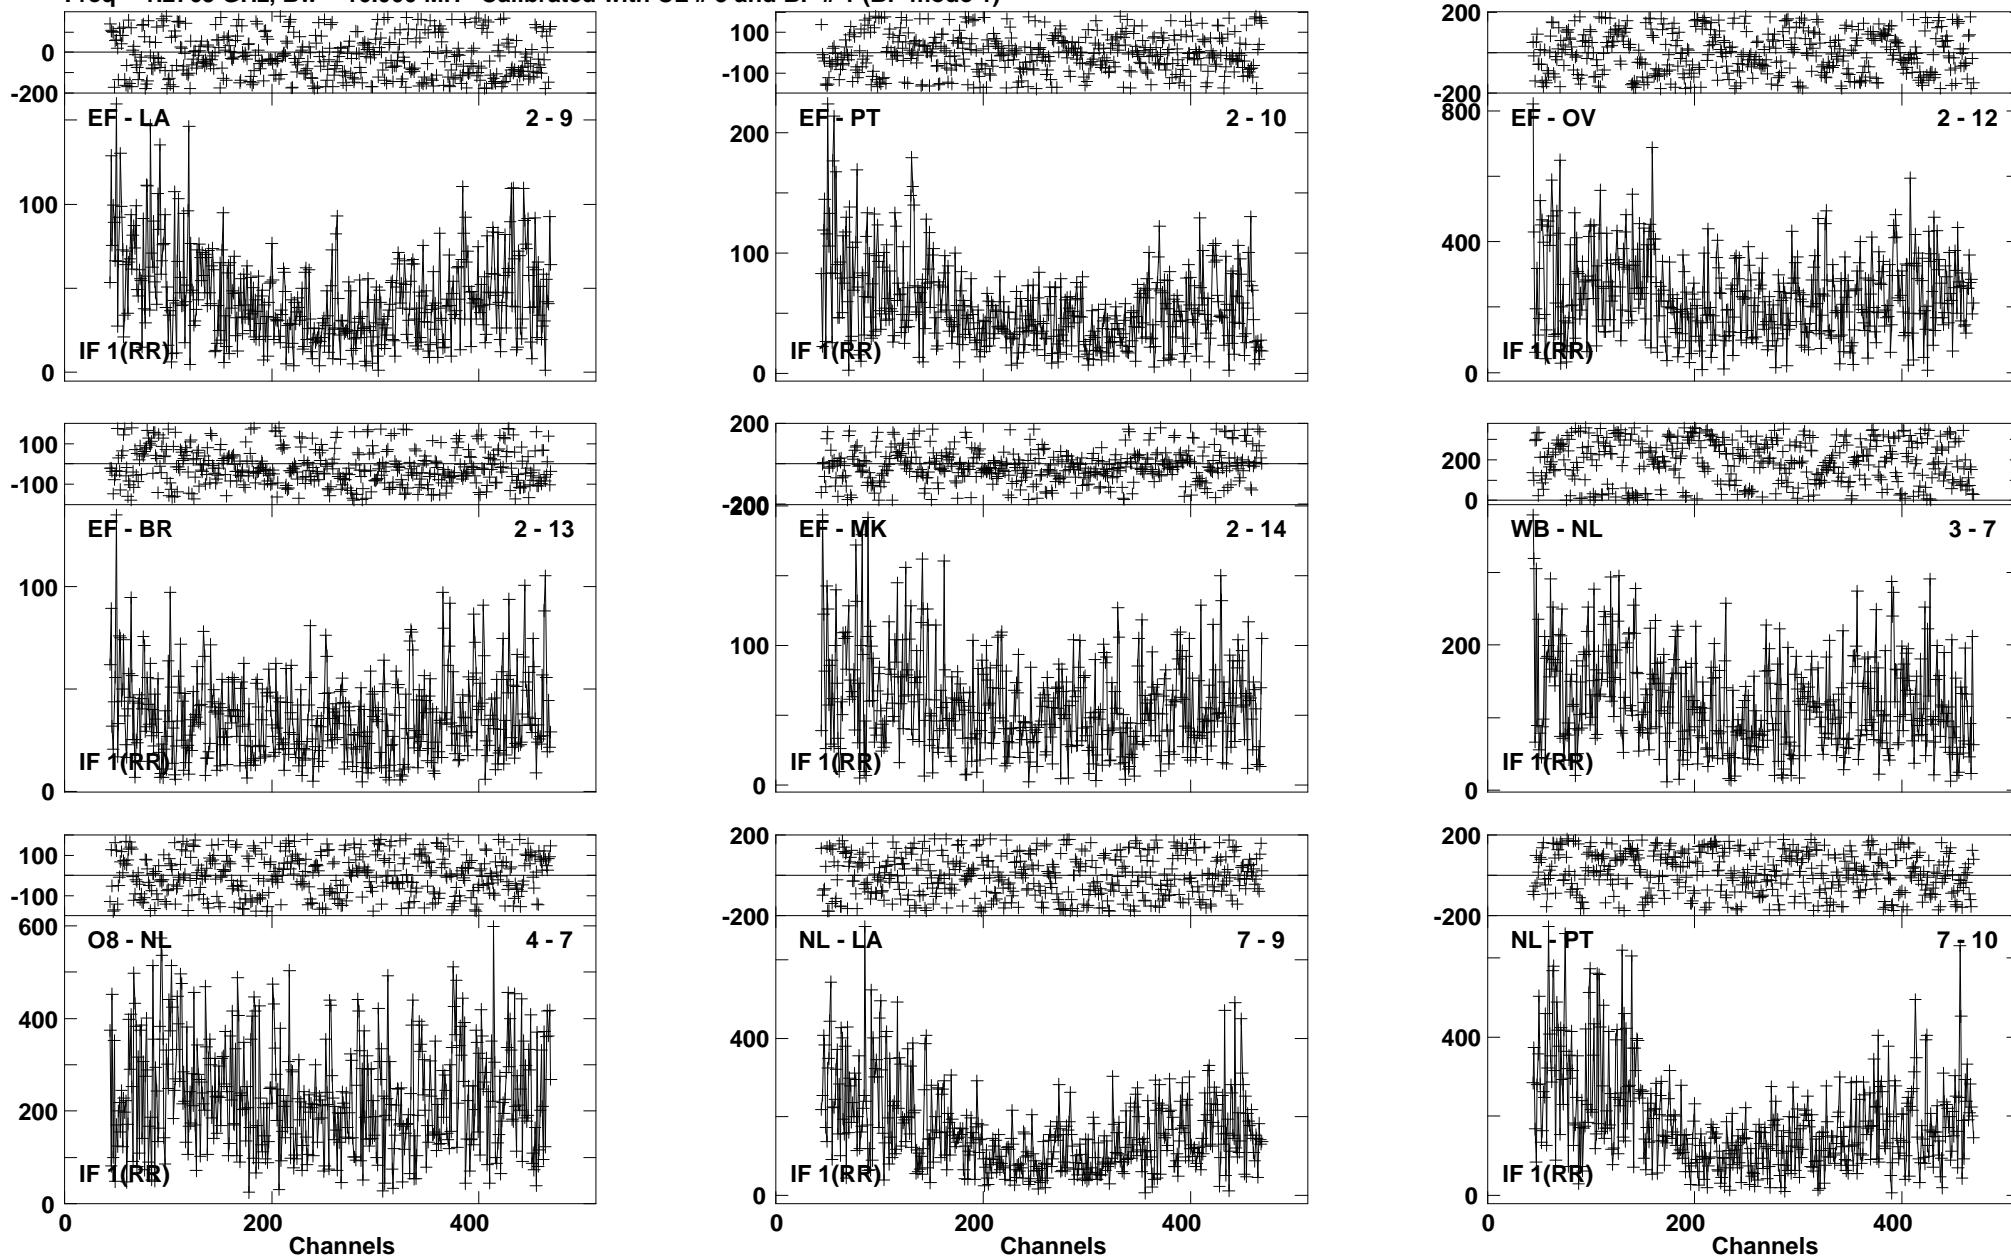 0
-200
EF - LA 2 - 9
100
0
IF 1(RR)
100
-100
EF - PT 2 - 10
200
100
0
IF 1(RR)
200
-200
800
EF - OV 2 - 12
400
0
IF 1(RR)
100
-100
EF - BR 2 - 13
100
0
IF 1(RR)
200
-200
200
EF - MK 2 - 14
100
0
IF 1(RR)
200
0
WB - NL 3 - 7
200
0
IF 1(RR)
100
-100
600
O8 - NL 4 - 7
400
200
0
IF 1(RR)
0 200 400
Channels
200
-200
NL - LA 7 - 9
400
0
IF 1(RR)
0 200 400
Channels
200
-200
NL - PT 7 - 10
400
0
IF 1(RR)
0 200 400
Channels